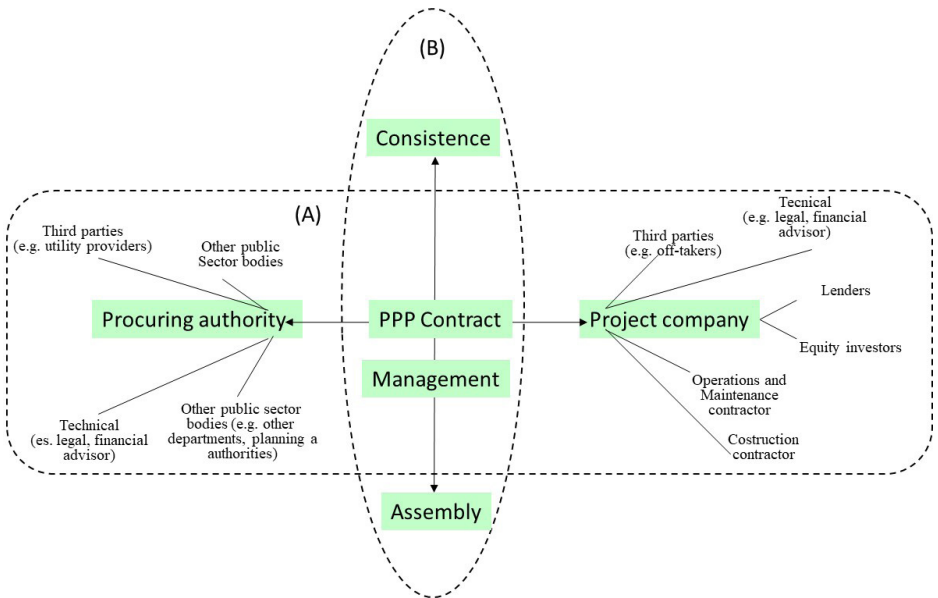 (B)
Consistence
(A)
Third parties
(e.g. utility providers)
Other public
Sector bodies
Third parties
(e.g. off-takers)
Tecnical
(e.g. legal, financial
advisor)
Lenders
Procuring authority
PPP Contract
Project company
Equity investors
Management
Technical
(es. legal, financial
advisor)
Other public sector
bodies (e.g. other
departments, planning a
authorities)
Operations and
Maintenance
contractor
Costruction
contractor
Assembly